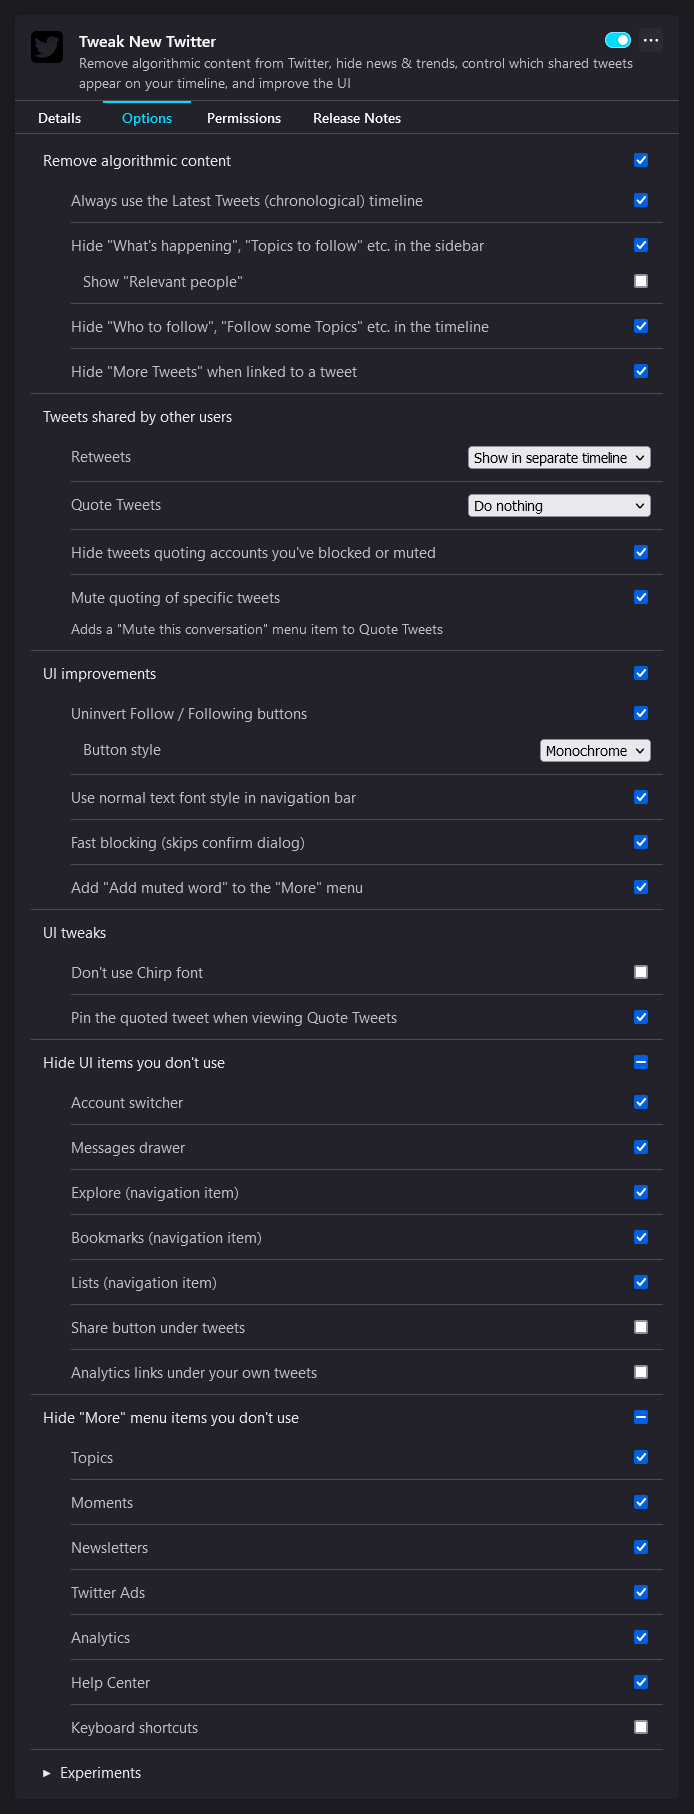 Tweak New Twitter
Remove algorithmic content from Twitter, hide news & trends, control which shared tweets
appear on your timeline, and improve the UI
Details Options Permissions Release Notes
Remove algorithmic content
Always use the Latest Tweets (chronological) timeline
Hide "What's happening", "Topics to follow" etc. in the sidebar
Show "Relevant people"
Hide "Who to follow", "Follow some Topics" etc. in the timeline
Hide "More Tweets" when linked to a tweet
Tweets shared by other users
Retweets Show in separate timeline
Quote Tweets Do nothing
Hide tweets quoting accounts you've blocked or muted
Mute quoting of specific tweets
Adds a "Mute this conversation" menu item to Quote Tweets
UI improvements
Uninvert Follow / Following buttons
Button style Monochrome
Use normal text font style in navigation bar
Fast blocking (skips confirm dialog)
Add "Add muted word" to the "More" menu
UI tweaks
Don't use Chirp font
Pin the quoted tweet when viewing Quote Tweets
Hide UI items you don't use
Account switcher
Messages drawer
Explore (navigation item)
Bookmarks (navigation item)
Lists (navigation item)
Share button under tweets
Analytics links under your own tweets
Hide "More" menu items you don't use
Topics
Moments
Newsletters
Twitter Ads
Analytics
Help Center
Keyboard shortcuts
Experiments